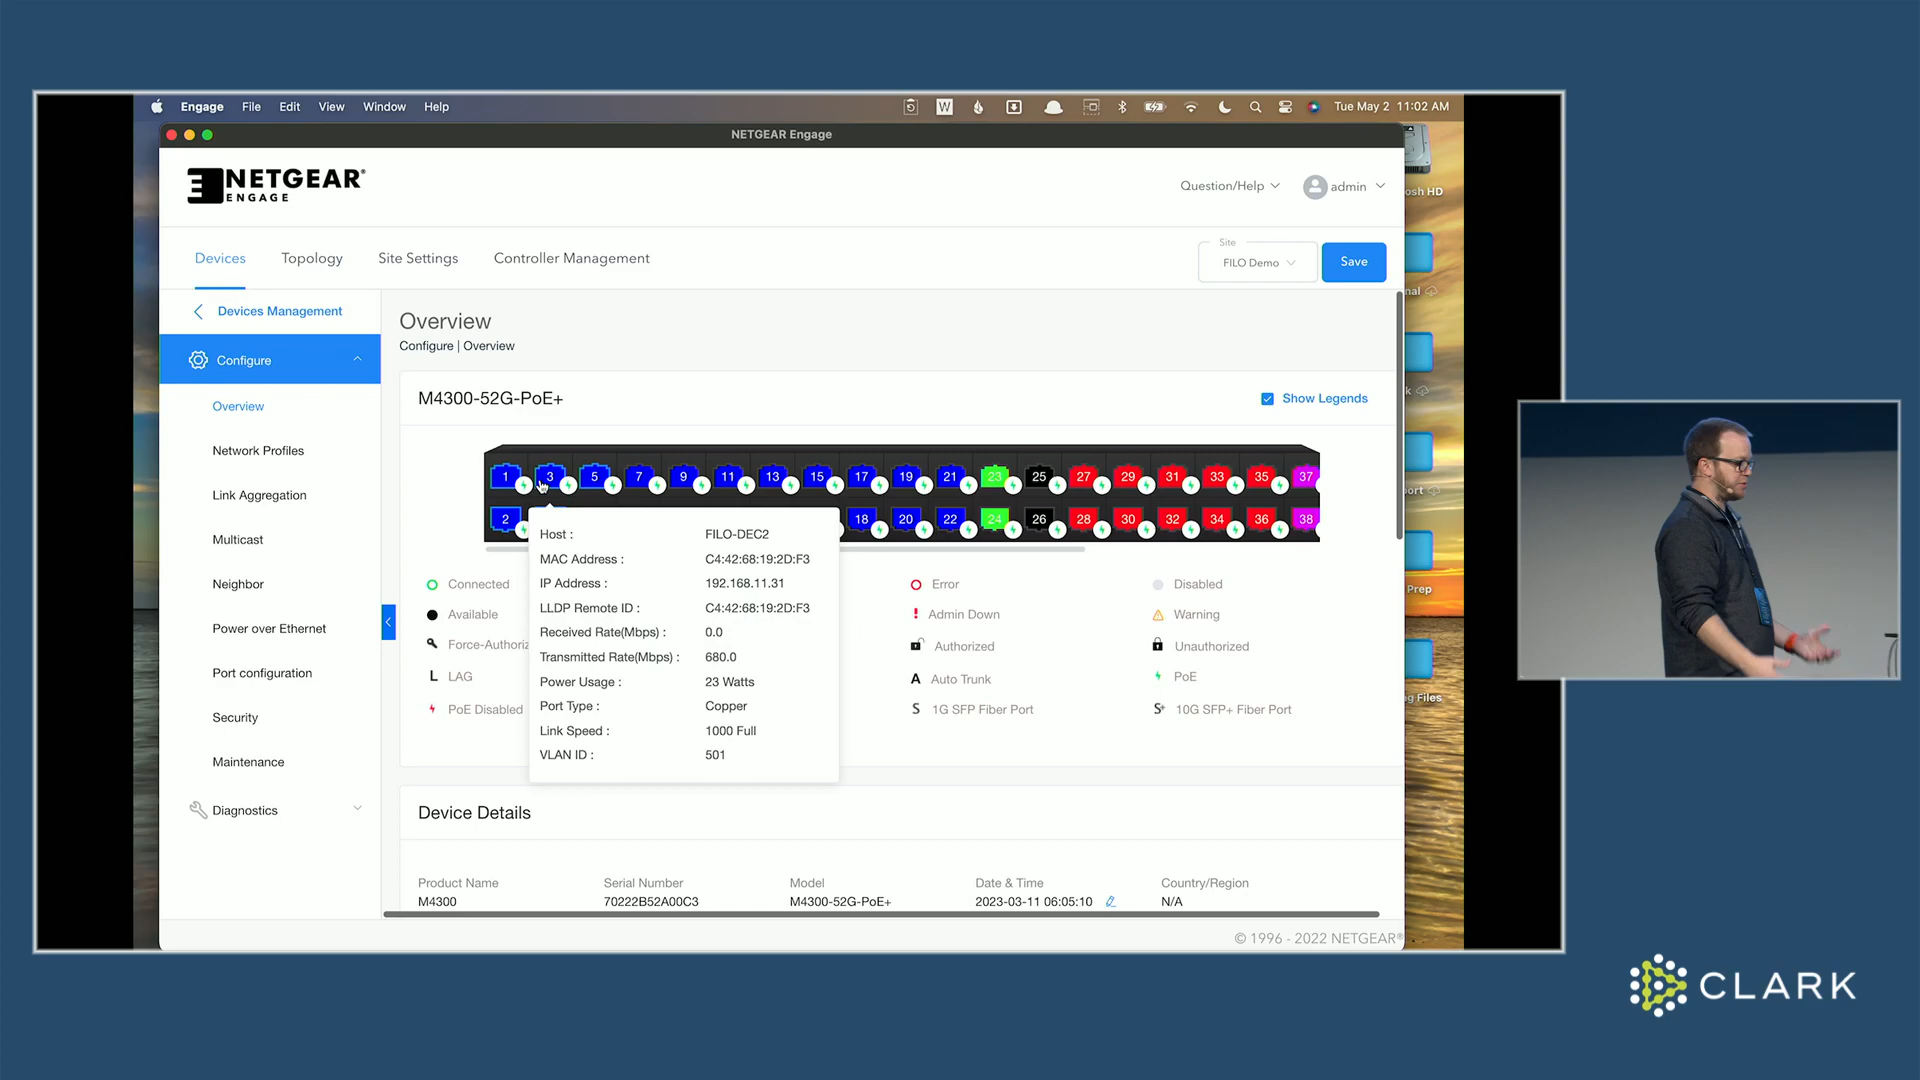 Engage File Edit View Window Help
W
Tue May 2 11:02 AM
NETGEAR Engage
NETGEAR®
ENGAGE
Question/Help
admin
osh HD
Devices Topology Site Settings Controller Management
Site
FILO Demo
Save
Devices Management
Configure
Overview
Network Profiles
Link Aggregation
Multicast
Neighbor
Power over Ethernet
Port configuration
Security
Maintenance
Diagnostics
Overview
Configure | Overview
M4300-52G-PoE+
Show Legends
1 3 5 7 9 11 13 15 17 19 21 23 25 27 29 31 33 35 37
2 18 20 22 24 26 28 30 32 34 36 38
Host : FILO-DEC2
MAC Address : C4:42:68:19:2D:F3
IP Address : 192.168.11.31
LLDP Remote ID : C4:42:68:19:2D:F3
Received Rate(Mbps) : 0.0
Transmitted Rate(Mbps) : 680.0
Power Usage : 23 Watts
Port Type : Copper
Link Speed : 1000 Full
VLAN ID : 501
Connected
Available
Force-Authoriz
L LAG
PoE Disabled
Error
! Admin Down
Authorized
A Auto Trunk
S 1G SFP Fiber Port
Disabled
Warning
Unauthorized
PoE
S+ 10G SFP+ Fiber Port
Device Details
Product Name Serial Number Model Date & Time Country/Region
M4300 70222B52A00C3 M4300-52G-PoE+ 2023-03-11 06:05:10 N/A
© 1996 - 2022 NETGEAR®
nal
k
port
Prep
g Files
CLARK